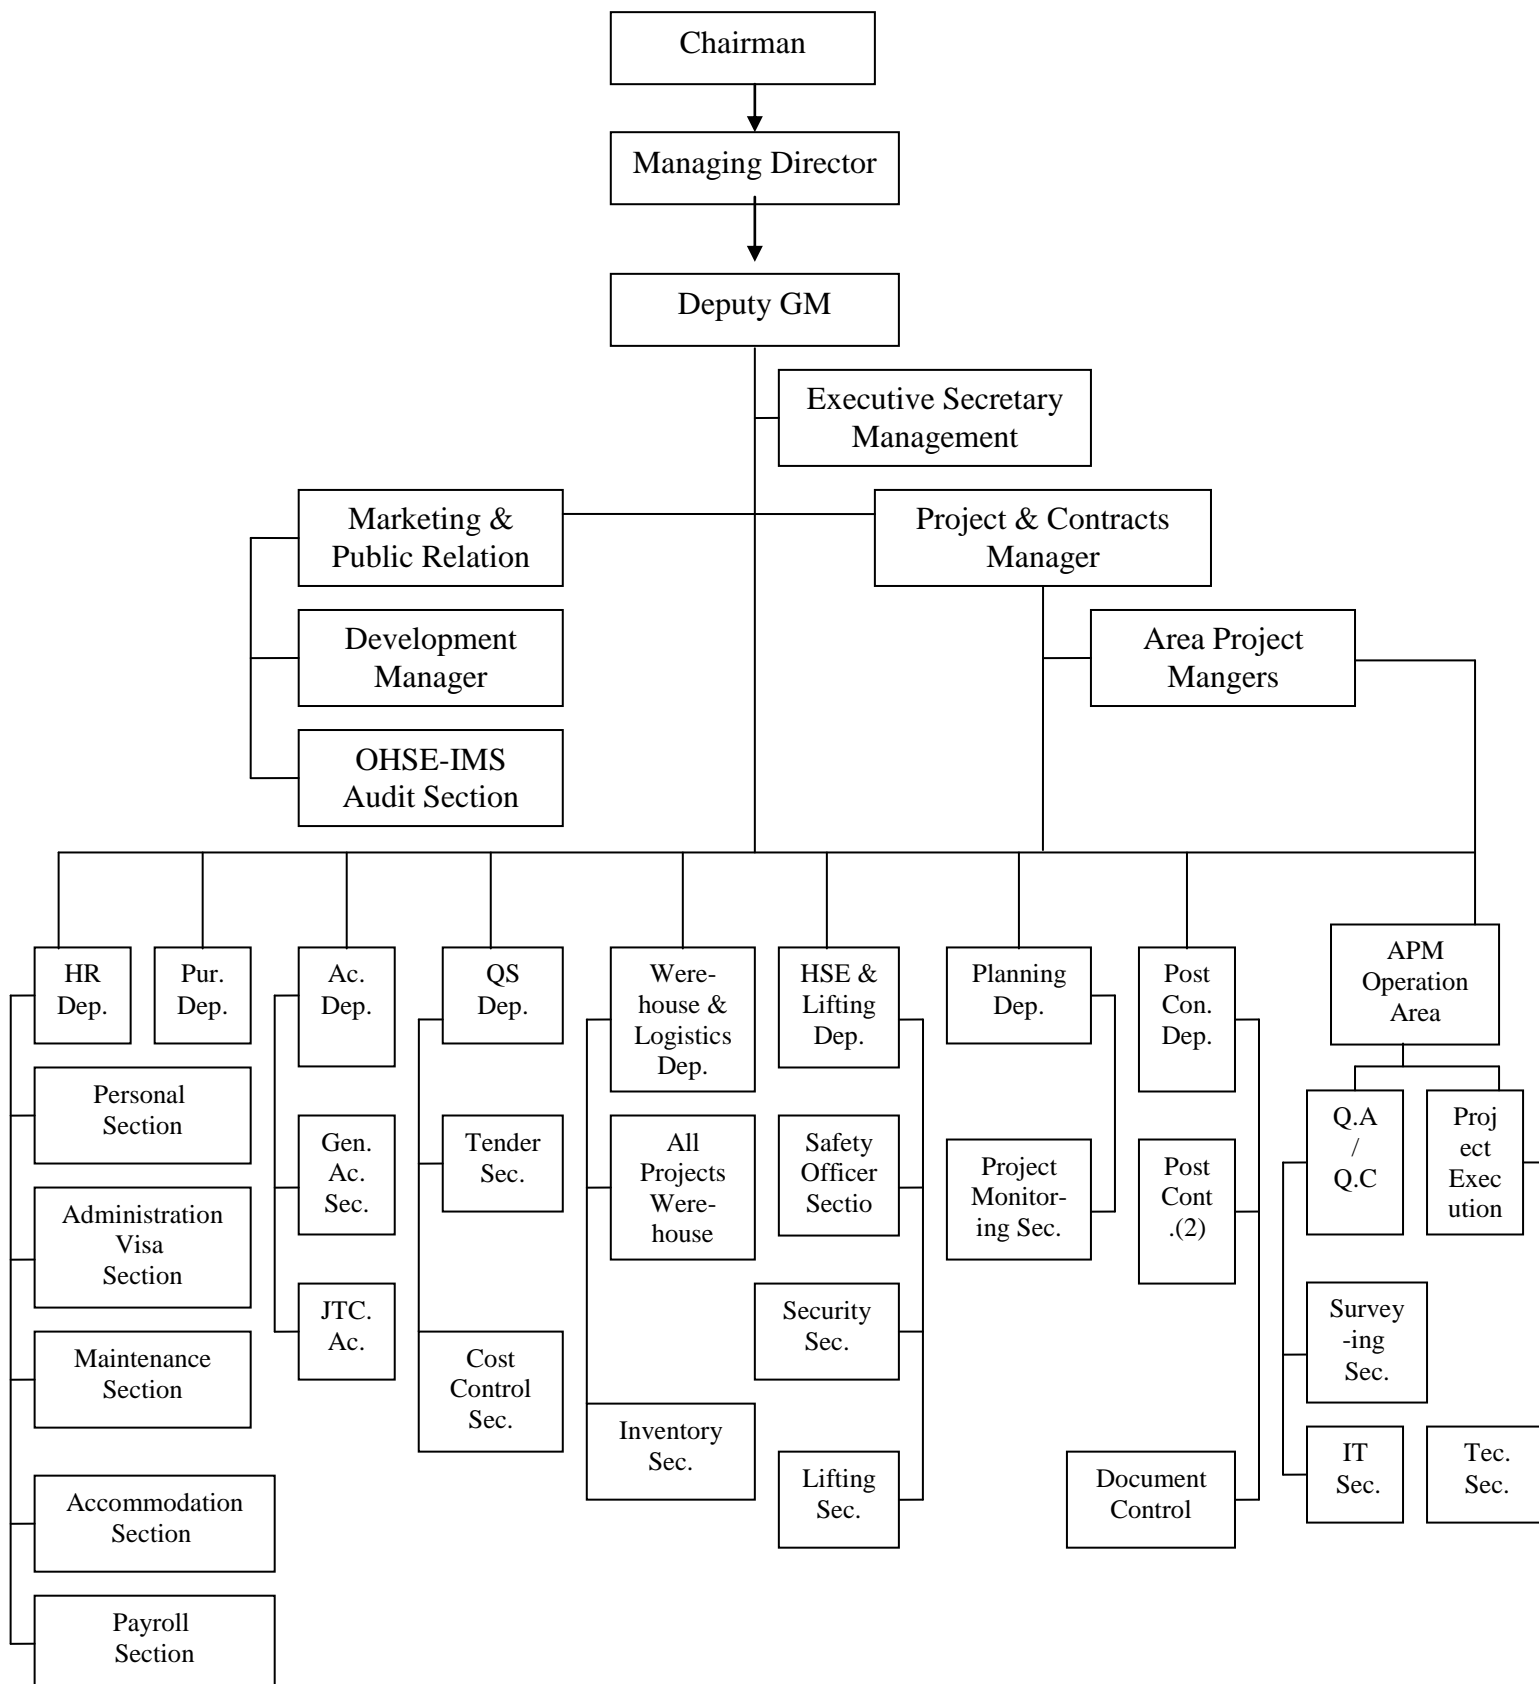 Chairman
Managing Director
Deputy GM
Executive Secretary
Management
Marketing &
Public Relation
Project & Contracts
Manager
Development
Manager
Area Project
Mangers
OHSE-IMS
Audit Section
HR
Dep.
Pur.
Dep.
Ac.
Dep.
QS
Dep.
Were-
house &
Logistics
Dep.
HSE &
Lifting
Dep.
Planning
Dep.
Post
Con.
Dep.
APM
Operation
Area
Personal
Section
Administration
Visa
Section
Maintenance
Section
Accommodation
Section
Payroll
Section
Gen.
Ac.
Sec.
JTC.
Ac.
Tender
Sec.
Cost
Control
Sec.
All
Projects
Were-
house
Inventory
Sec.
Safety
Officer
Sectio
Security
Sec.
Lifting
Sec.
Project
Monitor-
ing Sec.
Post
Cont
.(2)
Document
Control
Q.A
/
Q.C
Proj
ect
Exec
ution
Survey
-ing
Sec.
IT
Sec.
Tec.
Sec.